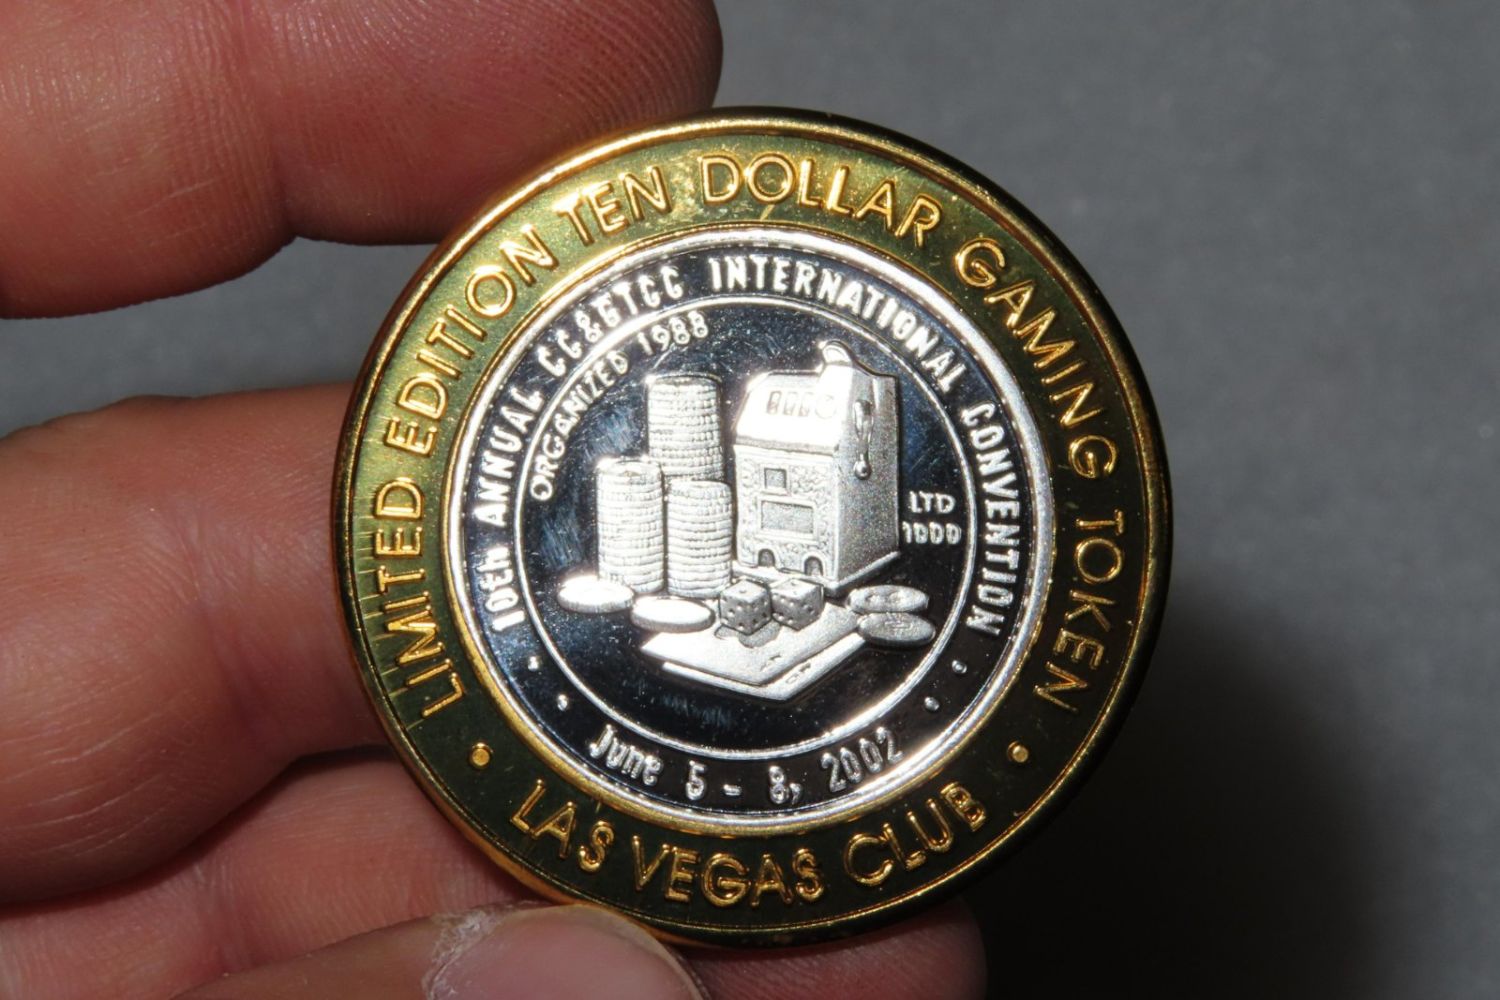 LIMITED EDITION TEN DOLLAR GAMING TOKEN
• LAS VEGAS CLUB •
10th ANNUAL CC&GTCC INTERNATIONAL CONVENTION
ORGANIZED 1988
LTD
1000
June 5 - 8, 2002